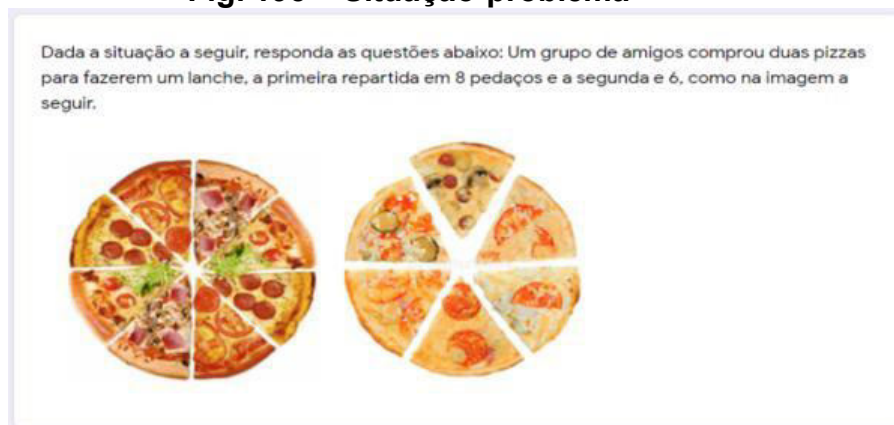 Dada a situação a seguir, responda as questões abaixo: Um grupo de amigos comprou duas pizzas
para fazerem um lanche, a primeira repartida em 8 pedaços e a segunda e 6, como na imagem a
seguir.